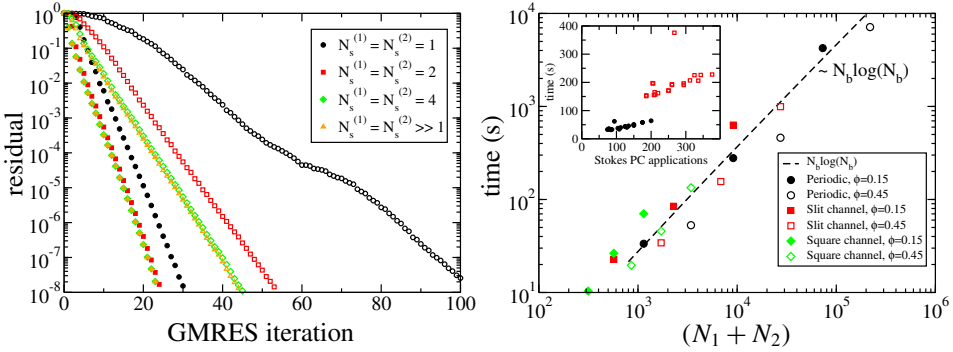 10^0
10^-1
10^-2
10^-3
10^-4
10^-5
10^-6
10^-7
10^-8
residual
0 20 40 60 80 100
GMRES iteration
N_s^(1) = N_s^(2) = 1
N_s^(1) = N_s^(2) = 2
N_s^(1) = N_s^(2) = 4
N_s^(1) = N_s^(2) >> 1
10^4
10^3
10^2
10^1
time (s)
10^2 10^3 10^4 10^5 10^6
(N_1 + N_2)
400
300
200
100
0
time (s)
0 100 200 300
Stokes PC applications
~ N_b log(N_b)
N_b log(N_b)
Periodic, ϕ=0.15
Periodic, ϕ=0.45
Slit channel, ϕ=0.15
Slit channel, ϕ=0.45
Square channel, ϕ=0.15
Square channel, ϕ=0.45